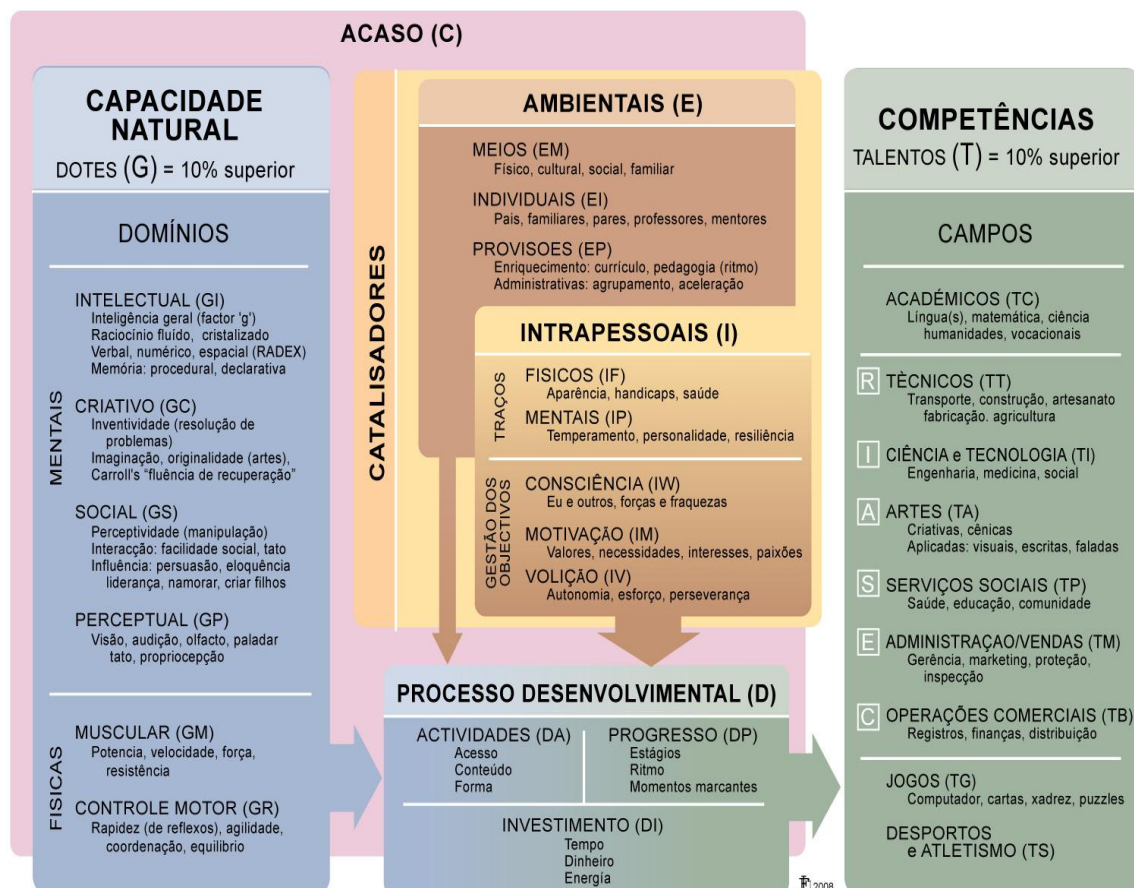 ACASO (C)
CAPACIDADE
NATURAL
DOTES (G) = 10% superior
DOMÍNIOS
MENTAIS
INTELECTUAL (GI)
Inteligência geral (factor 'g')
Raciocínio fluído, cristalizado
Verbal, numérico, espacial (RADEX)
Memória: procedural, declarativa
CRIATIVO (GC)
Inventividade (resolução de
problemas)
Imaginação, originalidade (artes),
Carroll's “fluência de recuperação”
SOCIAL (GS)
Perceptividade (manipulação)
Interacção: facilidade social, tato
Influência: persuasão, eloquência
liderança, namorar, criar filhos
PERCEPTUAL (GP)
Visão, audição, olfacto, paladar
tato, propriocepção
FISICAS
MUSCULAR (GM)
Potencia, velocidade, força,
resistência
CONTROLE MOTOR (GR)
Rapidez (de reflexos), agilidade,
coordenação, equilibrio
CATALISADORES
AMBIENTAIS (E)
MEIOS (EM)
Físico, cultural, social, familiar
INDIVIDUAIS (EI)
Pais, familiares, pares, professores, mentores
PROVISOES (EP)
Enriquecimento: currículo, pedagogia (ritmo)
Administrativas: agrupamento, aceleração
INTRAPESSOAIS (I)
TRAÇOS
FISICOS (IF)
Aparência, handicaps, saúde
MENTAIS (IP)
Temperamento, personalidade, resiliência
GESTÃO DOS
OBJECTIVOS
CONSCIÊNCIA (IW)
Eu e outros, forças e fraquezas
MOTIVAÇÃO (IM)
Valores, necessidades, interesses, paixões
VOLIÇÃO (IV)
Autonomia, esforço, perseverança
PROCESSO DESENVOLVIMENTAL (D)
ACTIVIDADES (DA)
Acesso
Conteúdo
Forma
PROGRESSO (DP)
Estágios
Ritmo
Momentos marcantes
INVESTIMENTO (DI)
Tempo
Dinheiro
Energía
2008
COMPETÊNCIAS
TALENTOS (T) = 10% superior
CAMPOS
ACADÉMICOS (TC)
Língua(s), matemática, ciência
humanidades, vocacionais
R TÈCNICOS (TT)
Transporte, construção, artesanato
fabricação. agricultura
I CIÊNCIA e TECNOLOGIA (TI)
Engenharia, medicina, social
A ARTES (TA)
Criativas, cênicas
Aplicadas: visuais, escritas, faladas
S SERVIÇOS SOCIAIS (TP)
Saúde, educação, comunidade
E ADMINISTRAÇAO/VENDAS (TM)
Gerência, marketing, proteção,
inspecção
C OPERAÇÕES COMERCIAIS (TB)
Registros, finanças, distribuição
JOGOS (TG)
Computador, cartas, xadrez, puzzles
DESPORTOS
e ATLETISMO (TS)